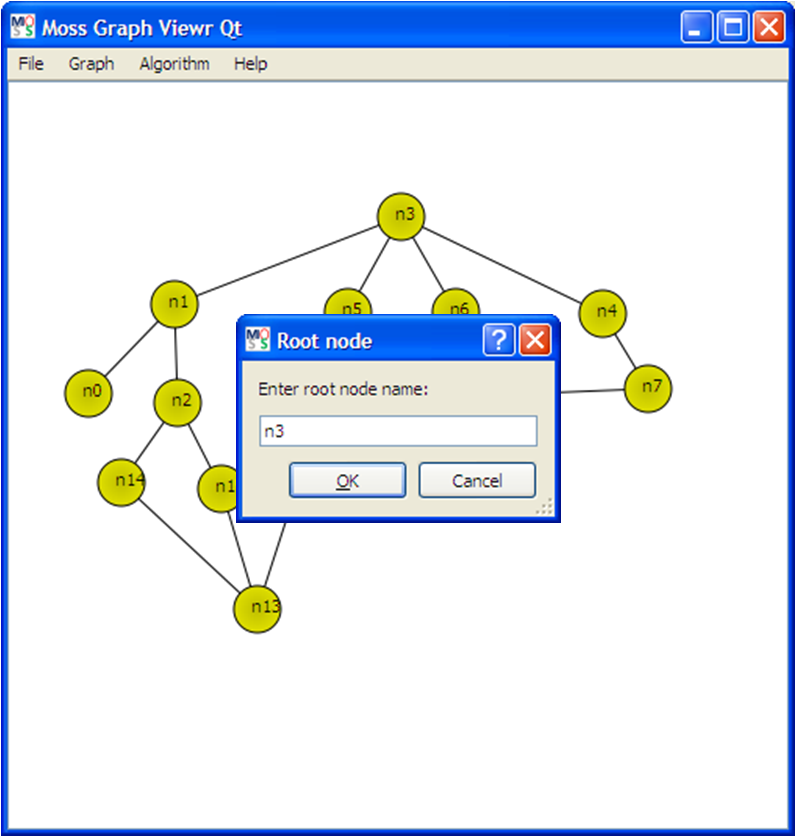 Moss Graph Viewr Qt
File Graph Algorithm Help
n3
n1 n5 n6 n4
Root node
Enter root node name:
n0 n2 n7
n3
n14
OK Cancel
n13